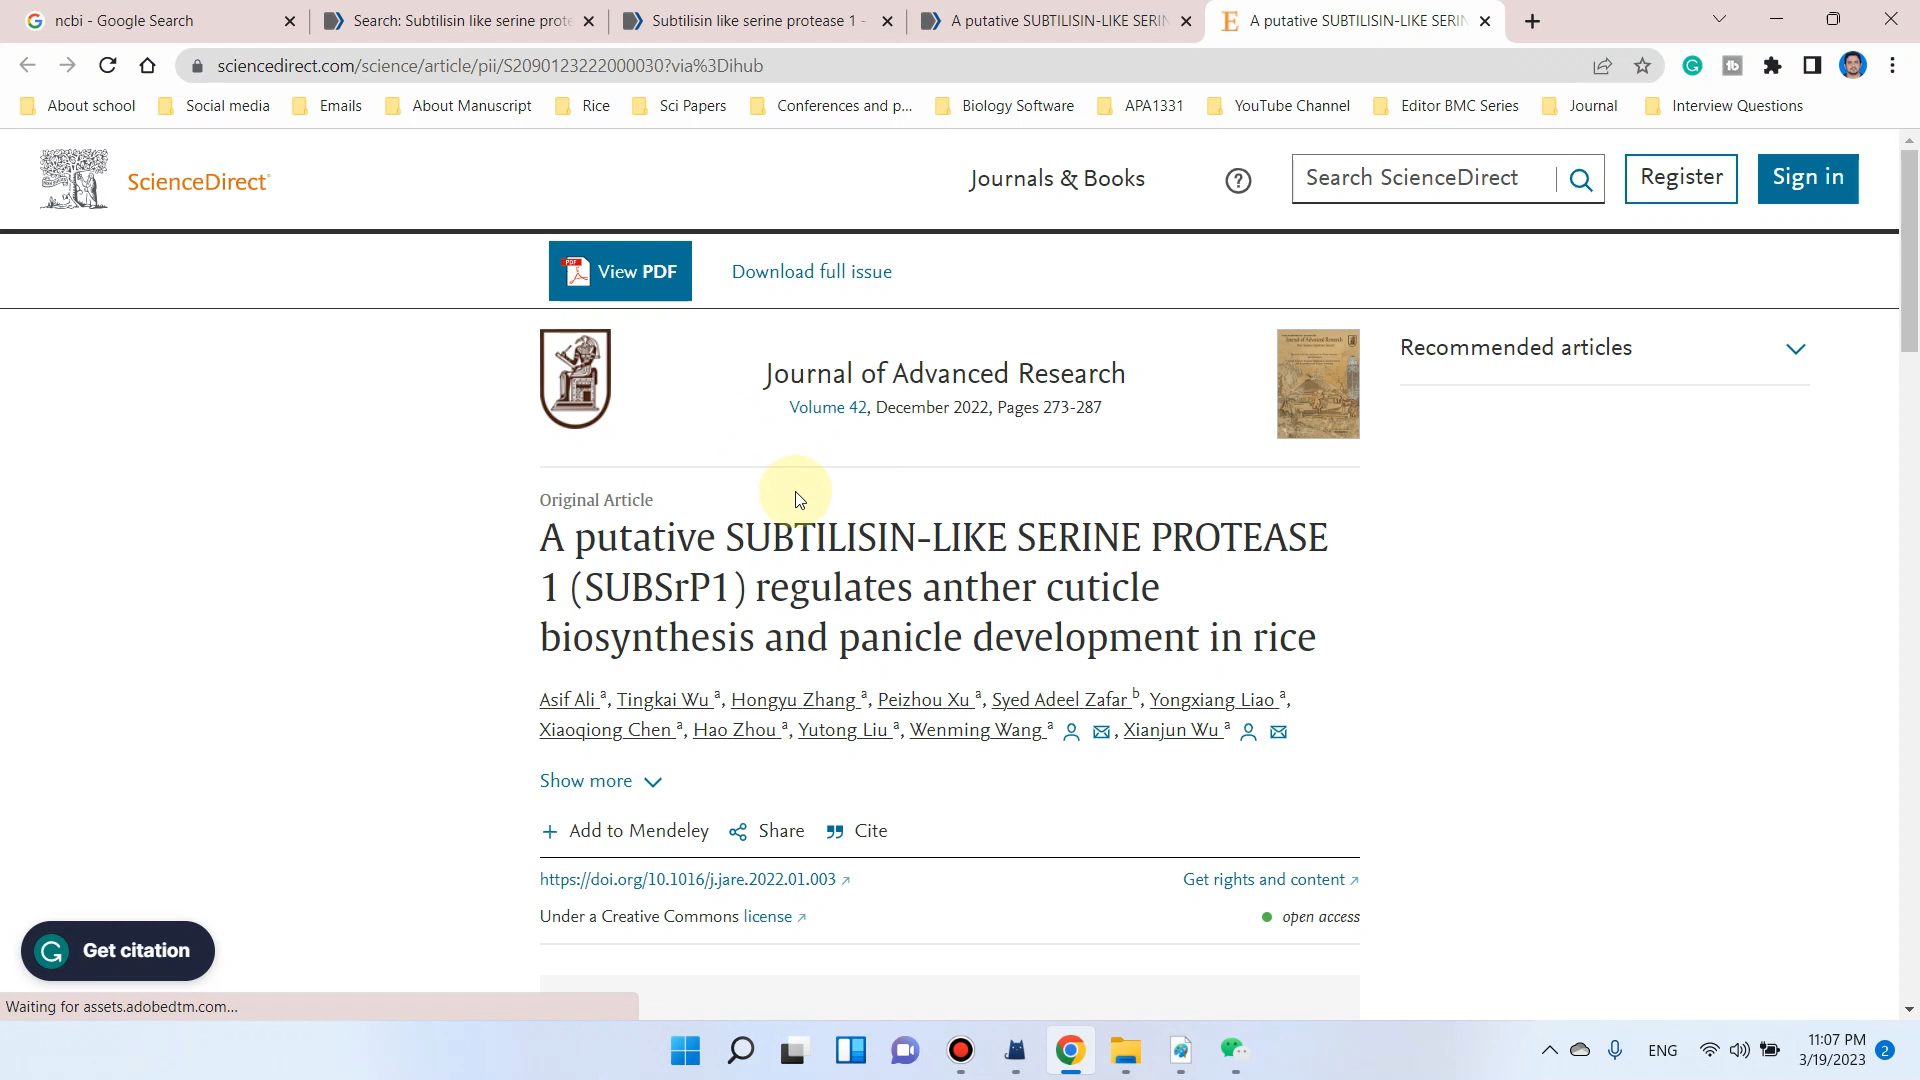 ncbi - Google Search
Search: Subtilisin like serine prote
Subtilisin like serine protease 1 -
A putative SUBTILISIN-LIKE SERIN
A putative SUBTILISIN-LIKE SERIN
sciencedirect.com/science/article/pii/S2090123222000030?via%3Dihub
About school
Social media
Emails
About Manuscript
Rice
Sci Papers
Conferences and p...
Biology Software
APA1331
YouTube Channel
Editor BMC Series
Journal
Interview Questions
ScienceDirect
Journals & Books
Search ScienceDirect
Register
Sign in
View PDF
Download full issue
Journal of Advanced Research
Volume 42, December 2022, Pages 273-287
Recommended articles
Original Article
A putative SUBTILISIN-LIKE SERINE PROTEASE
1 (SUBSrP1) regulates anther cuticle
biosynthesis and panicle development in rice
Asif Ali a, Tingkai Wu a, Hongyu Zhang a, Peizhou Xu a, Syed Adeel Zafar b, Yongxiang Liao a,
Xiaoqiong Chen a, Hao Zhou a, Yutong Liu a, Wenming Wang a, Xianjun Wu a
Show more
+ Add to Mendeley
Share
Cite
https://doi.org/10.1016/j.jare.2022.01.003 ↗
Get rights and content ↗
Under a Creative Commons license ↗
open access
Get citation
Waiting for assets.adobedtm.com...
ENG
11:07 PM
3/19/2023
2